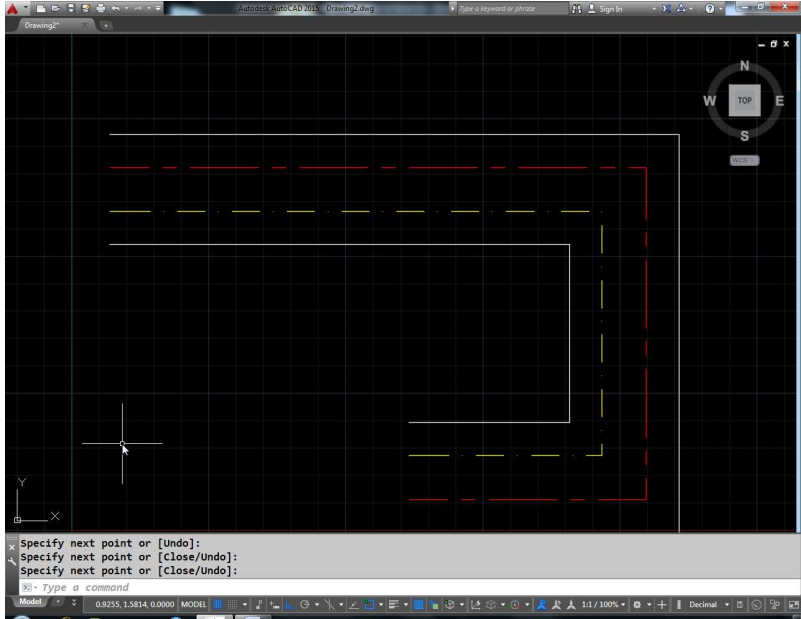 Autodesk AutoCAD 2015 Drawing2.dwg
Type a keyword or phrase
Sign In
Drawing2*
N
W TOP E
S
WCS
Y
X
Specify next point or [Undo]:
Specify next point or [Close/Undo]:
Specify next point or [Close/Undo]:
Type a command
Model
0.9255, 1.5814, 0.0000 MODEL 1:1 / 100% Decimal